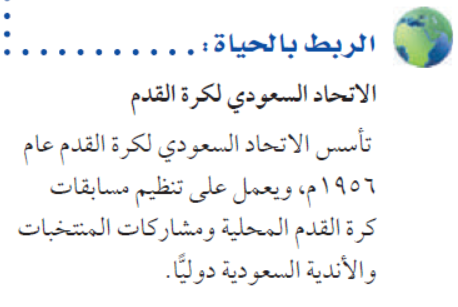 الربط بالحياة:
الاتحاد السعودي لكرة القدم
تأسس الاتحاد السعودي لكرة القدم عام
١٩٥٦م، ويعمل على تنظيم مسابقات
كرة القدم المحلية ومشاركات المنتخبات
والأندية السعودية دوليًّا.